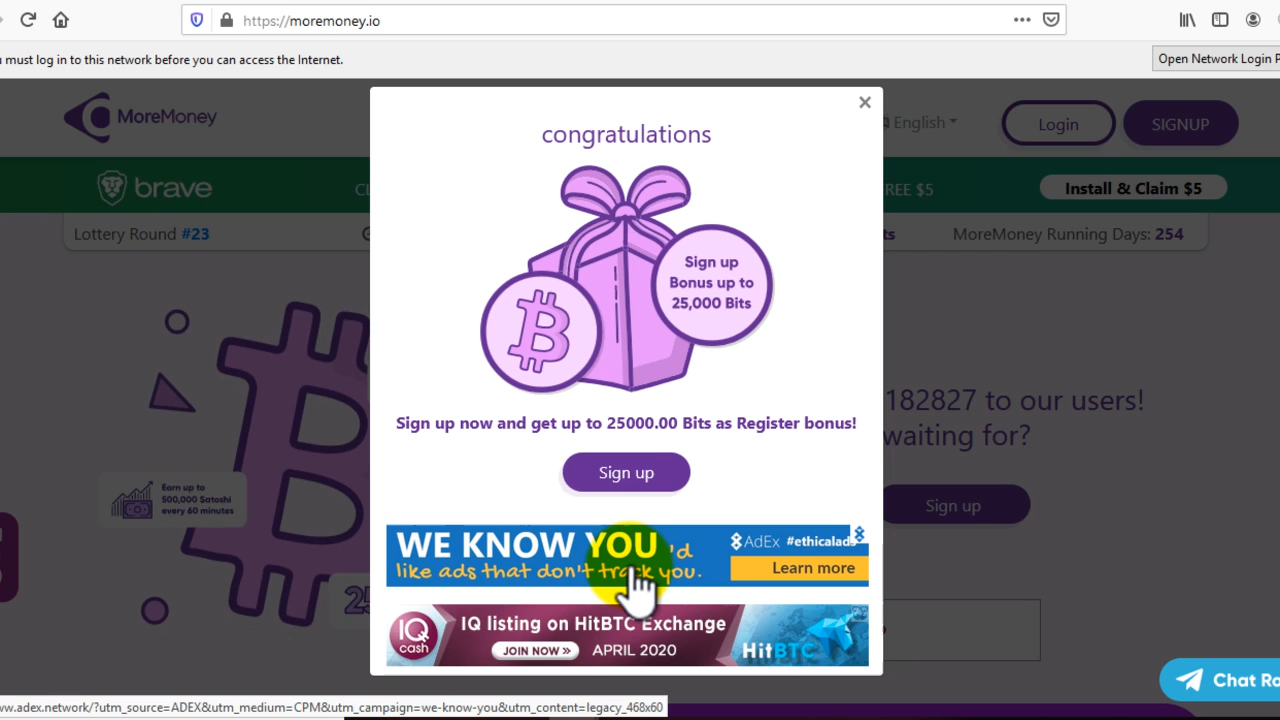 https://moremoney.io
must log in to this network before you can access the Internet.
Open Network Login
MoreMoney
English
Login
SIGNUP
brave
FREE $5
Install & Claim $5
Lottery Round #23
MoreMoney Running Days: 254
congratulations
Sign up
Bonus up to
25,000 Bits
Sign up now and get up to 25000.00 Bits as Register bonus!
Sign up
182827 to our users!
waiting for?
Sign up
Earn up to
500,000 Satoshi
every 60 minutes
WE KNOW YOU'd
like ads that don't track you.
AdEx #ethicalads
Learn more
IQ cash
IQ listing on HitBTC Exchange
JOIN NOW »
APRIL 2020
HitBTC
Chat
ww.adex.network/?utm_source=ADEX&utm_medium=CPM&utm_campaign=we-know-you&utm_content=legacy_468x60